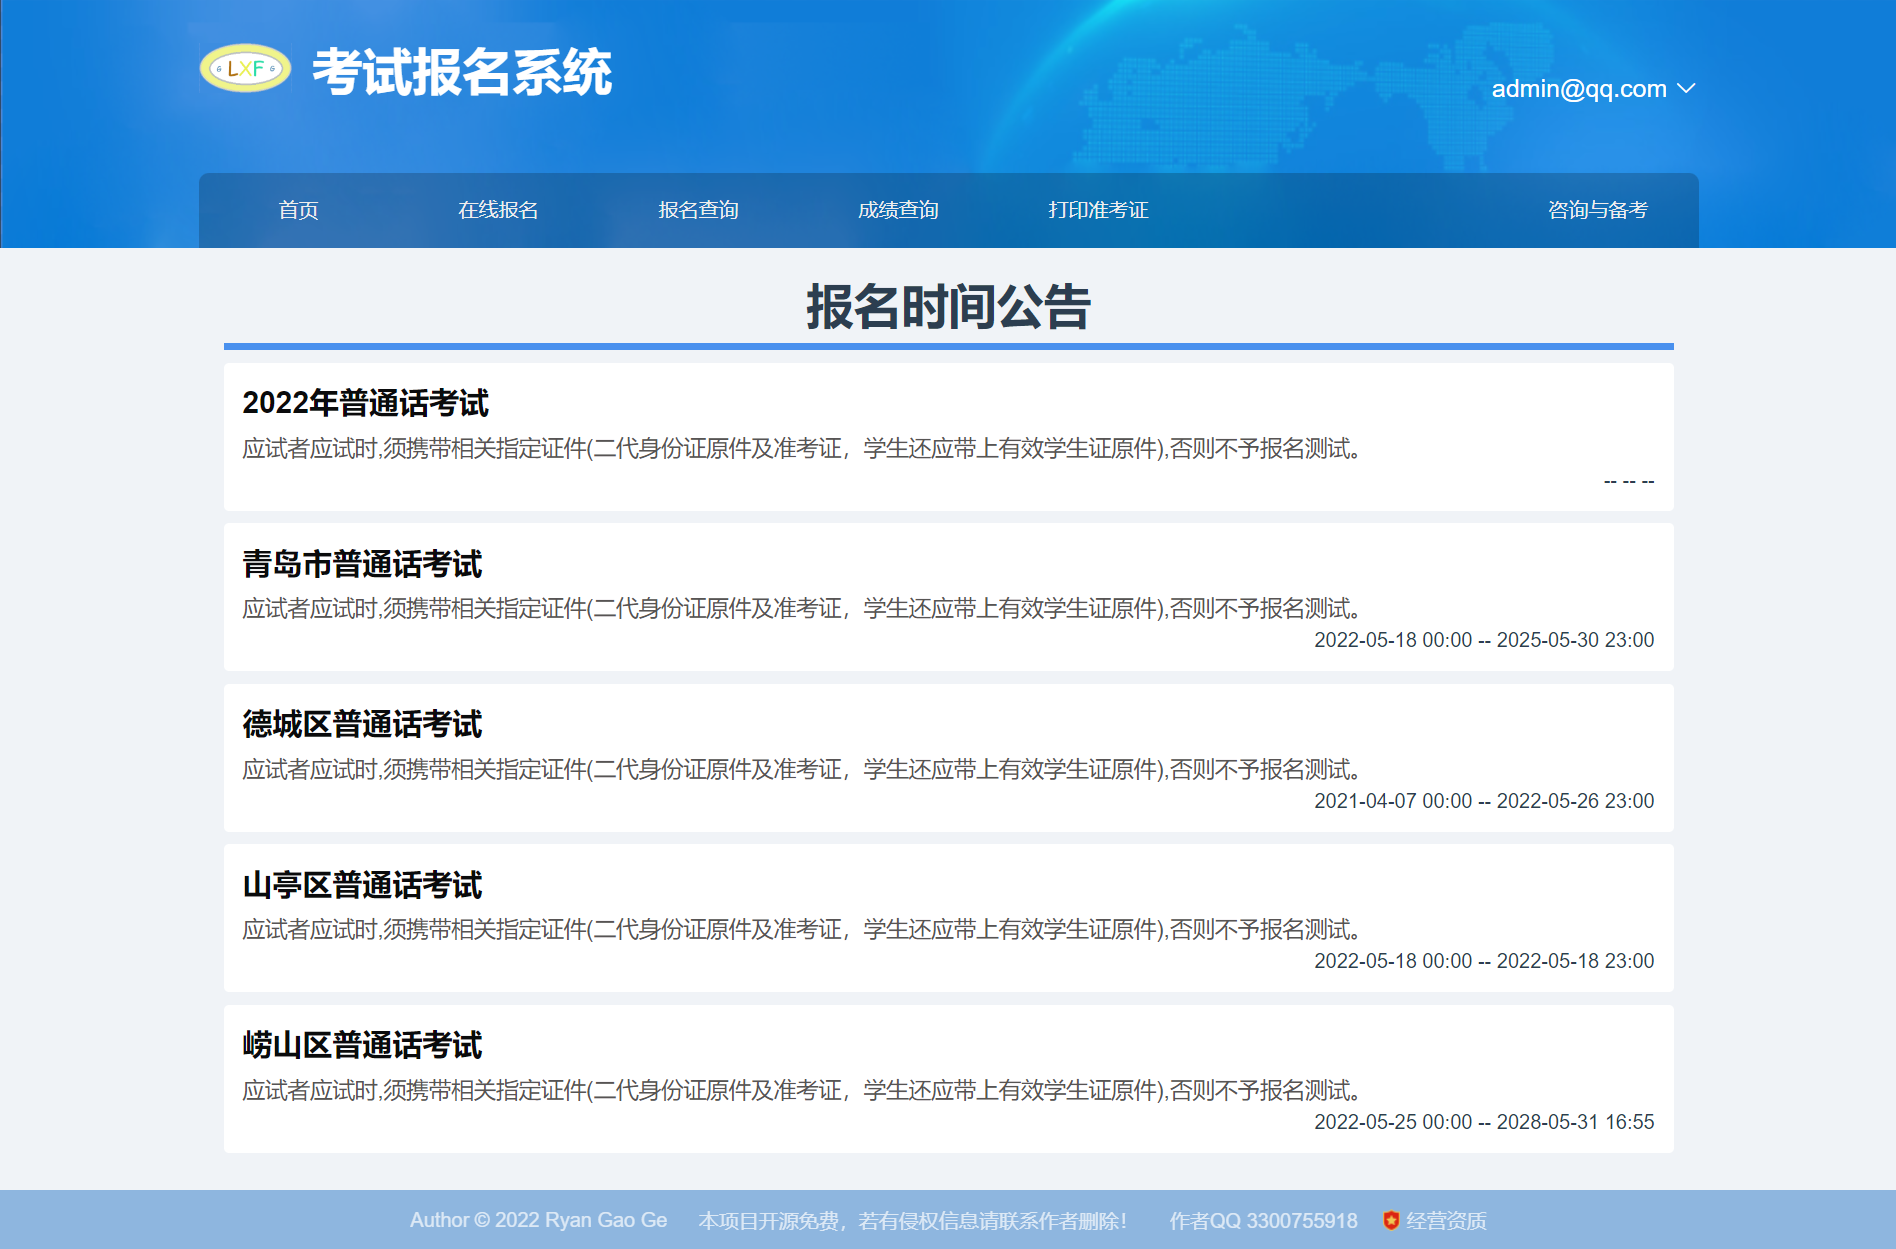 G LXF G
考试报名系统
admin@qq.com
首页 在线报名 报名查询 成绩查询 打印准考证 咨询与备考
报名时间公告
2022年普通话考试
应试者应试时,须携带相关指定证件(二代身份证原件及准考证，学生还应带上有效学生证原件),否则不予报名测试。
-- -- --
青岛市普通话考试
应试者应试时,须携带相关指定证件(二代身份证原件及准考证，学生还应带上有效学生证原件),否则不予报名测试。
2022-05-18 00:00 -- 2025-05-30 23:00
德城区普通话考试
应试者应试时,须携带相关指定证件(二代身份证原件及准考证，学生还应带上有效学生证原件),否则不予报名测试。
2021-04-07 00:00 -- 2022-05-26 23:00
山亭区普通话考试
应试者应试时,须携带相关指定证件(二代身份证原件及准考证，学生还应带上有效学生证原件),否则不予报名测试。
2022-05-18 00:00 -- 2022-05-18 23:00
崂山区普通话考试
应试者应试时,须携带相关指定证件(二代身份证原件及准考证，学生还应带上有效学生证原件),否则不予报名测试。
2022-05-25 00:00 -- 2028-05-31 16:55
Author © 2022 Ryan Gao Ge 本项目开源免费，若有侵权信息请联系作者删除！ 作者QQ 3300755918 经营资质